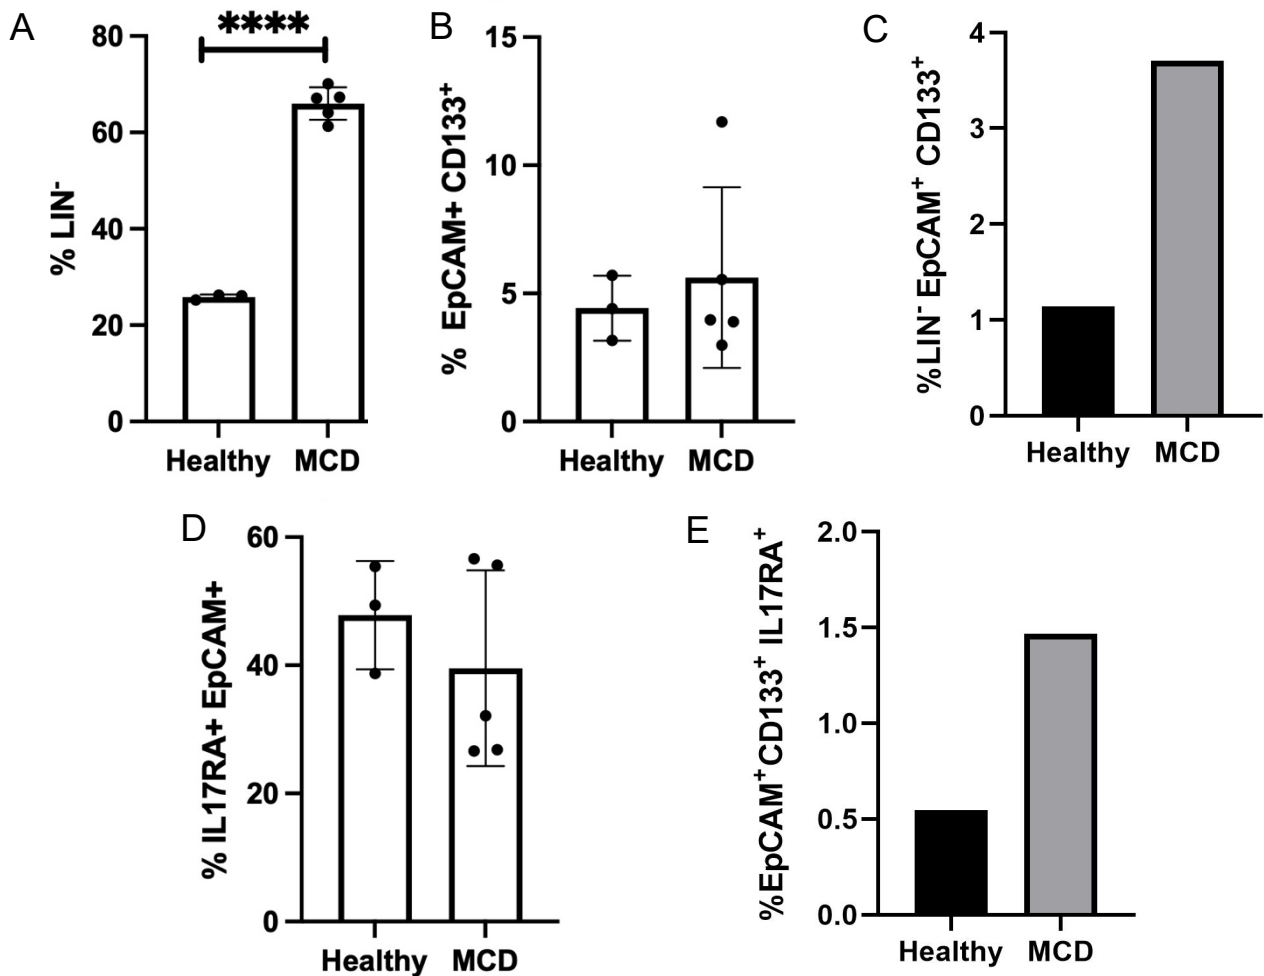 A
% LIN⁻
80
60
40
20
0
****
Healthy MCD
B
% EpCAM+ CD133⁺
15
10
5
0
Healthy MCD
C
%LIN⁻ EpCAM⁺ CD133⁺
4
3
2
1
0
Healthy MCD
D
% IL17RA+ EpCAM+
60
40
20
0
Healthy MCD
E
%EpCAM⁺CD133⁺ IL17RA⁺
2.0
1.5
1.0
0.5
0.0
Healthy MCD